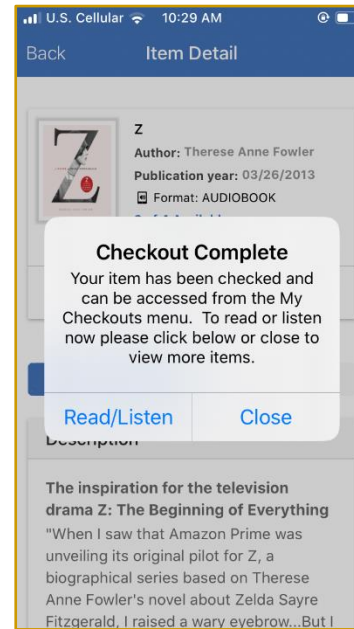 U.S. Cellular 10:29 AM
Back Item Detail
Z
Z
Author: Therese Anne Fowler
Publication year: 03/26/2013
Format: AUDIOBOOK
Checkout Complete
Your item has been checked and
can be accessed from the My
Checkouts menu. To read or listen
now please click below or close to
view more items.
Read/Listen Close
Description
The inspiration for the television
drama Z: The Beginning of Everything
"When I saw that Amazon Prime was
unveiling its original pilot for Z, a
biographical series based on Therese
Anne Fowler's novel about Zelda Sayre
Fitzgerald, I raised a wary eyebrow...But I